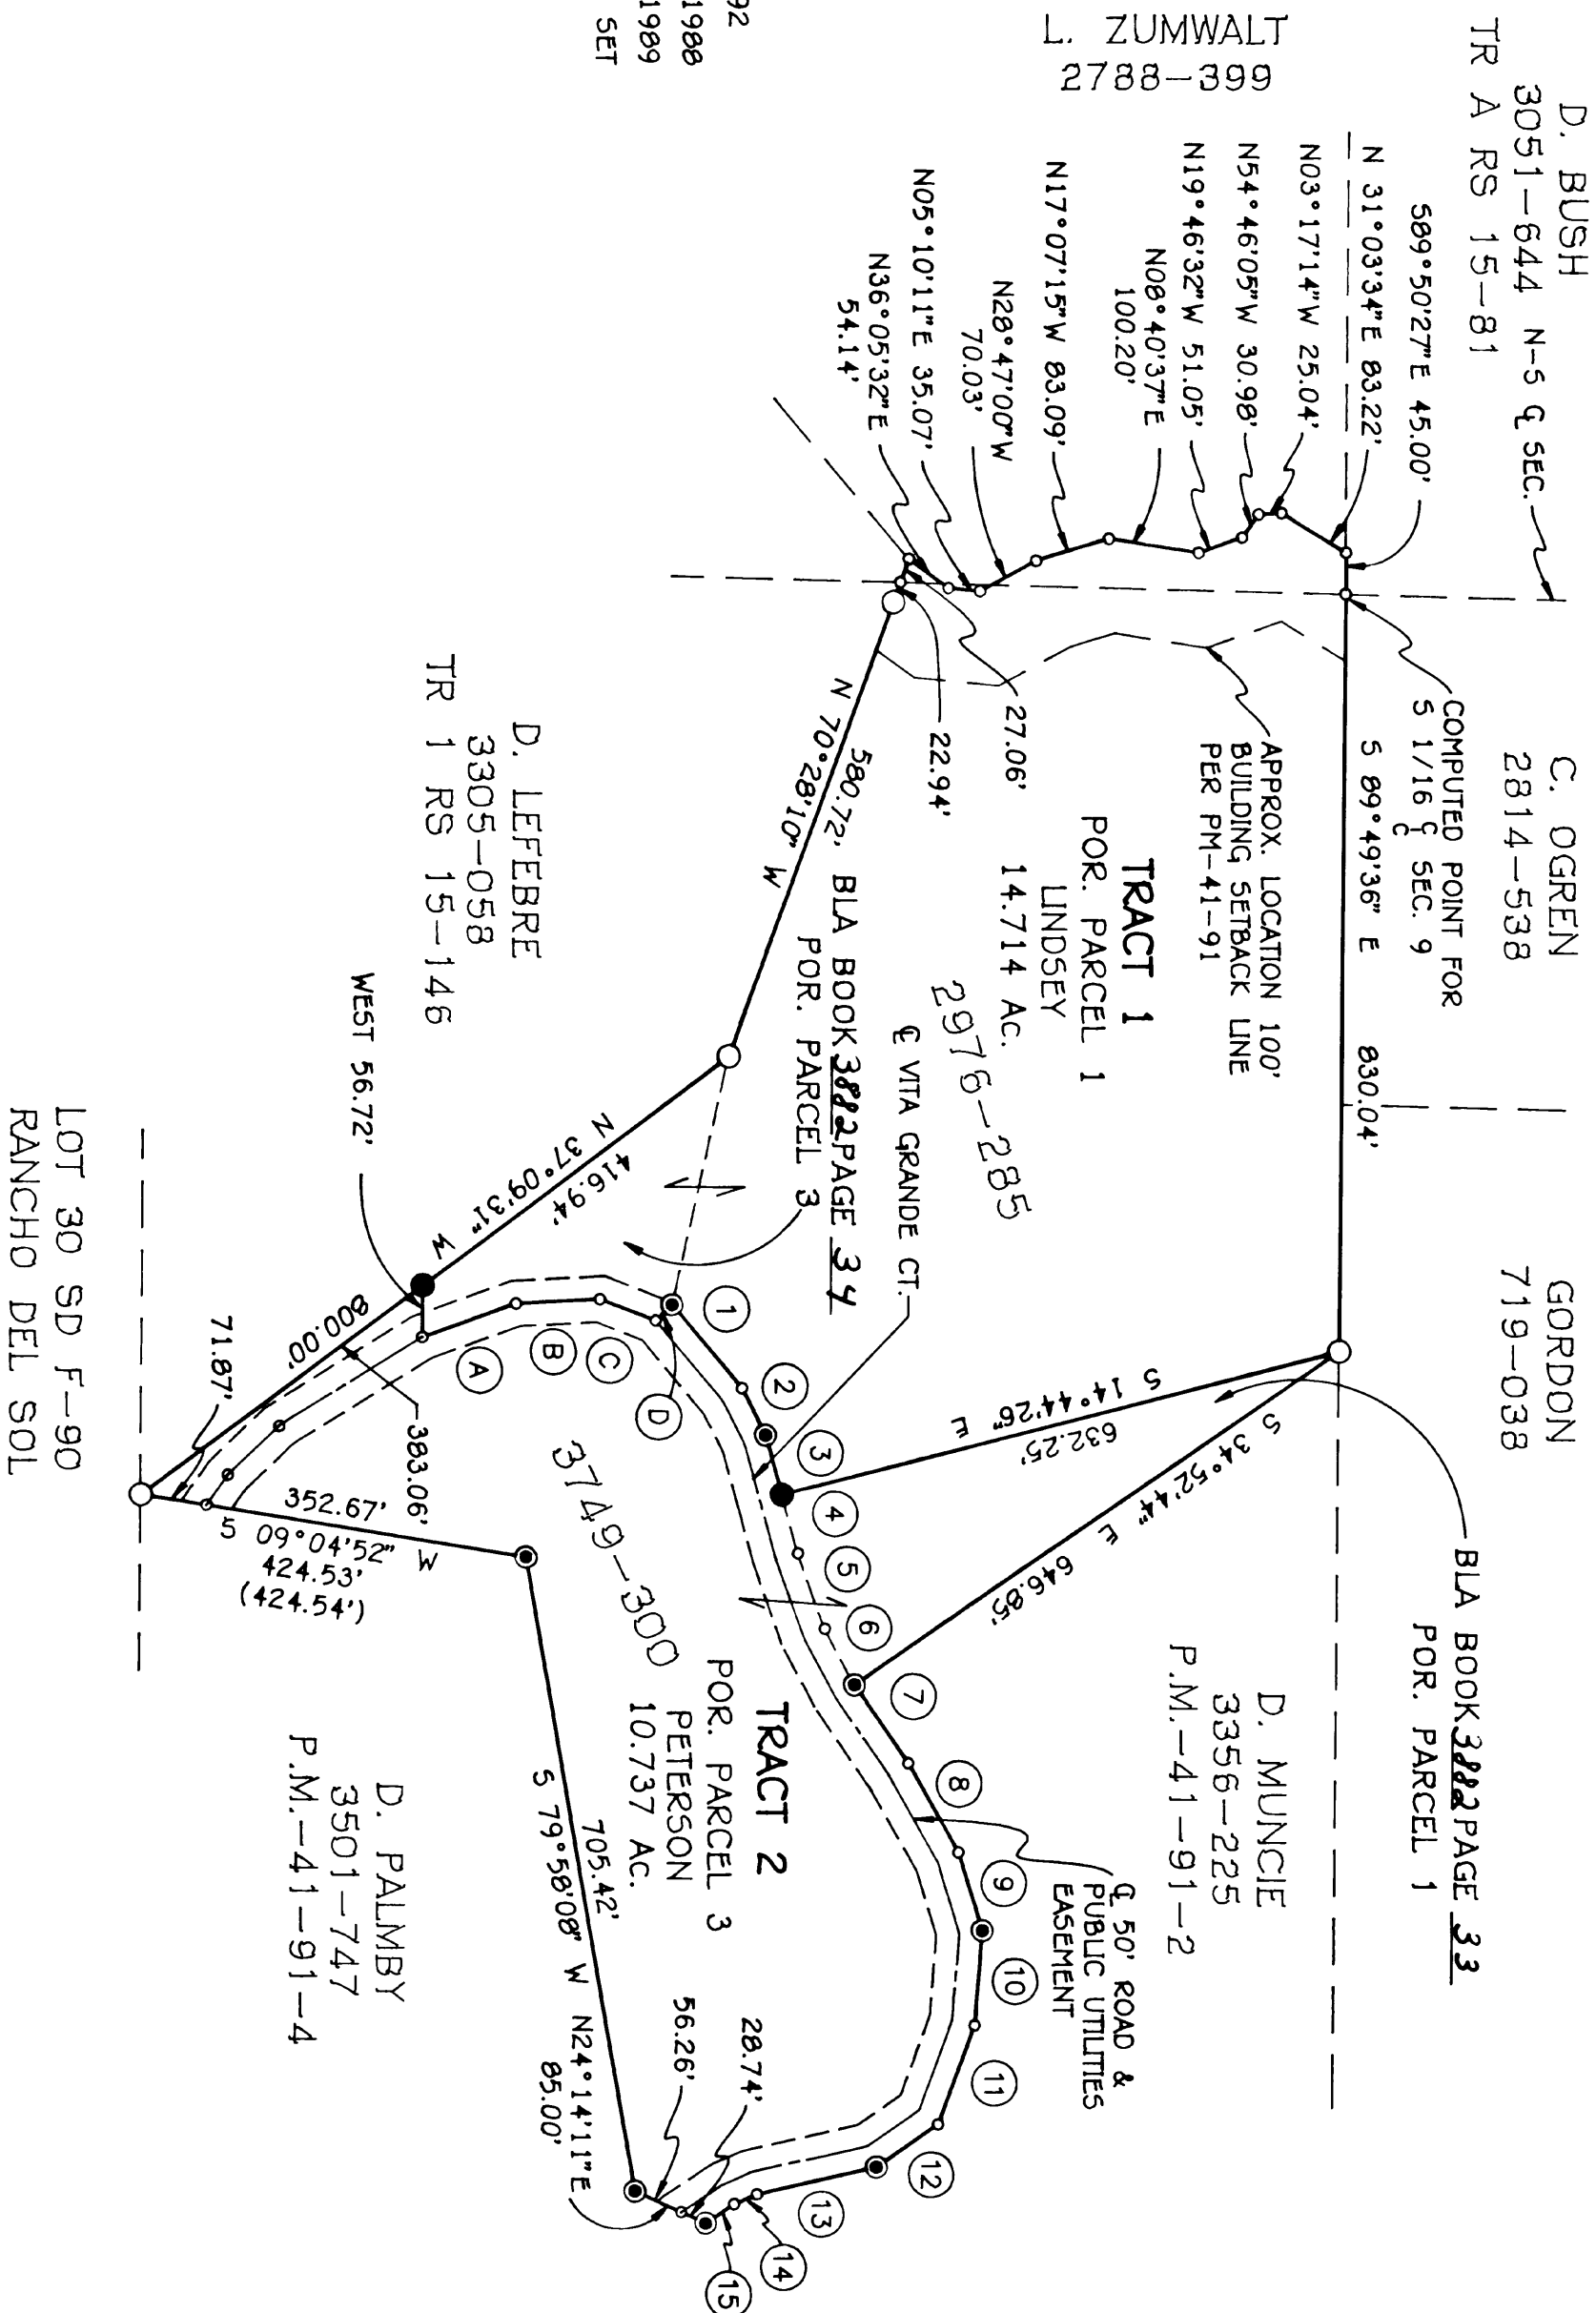 D. BUSH
3051-644
TR A RS 15-81
N-S ℄ SEC.
L. ZUMWALT
2788-399
92
1988
1989
SET
S89°50'27"E 45.00'
N 31°03'34"E 83.22'
N03°17'14"W 25.04'
N54°46'05"W 30.98'
N19°46'32"W 51.05'
N08°40'37"E
100.20'
N17°07'15"W 83.09'
N28°47'00"W
70.03'
N05°10'11"E 35.07'
N36°05'32"E
54.14'
C. OGREN
2814-538
COMPUTED POINT FOR
S 1/16 C C SEC. 9
S 89°49'36" E
830.04'
APPROX. LOCATION 100'
BUILDING SETBACK LINE
PER PM-41-91
TRACT 1
POR. PARCEL 1
LINDSEY
14.714 Ac.
27.06'
22.94'
2976-285
℄ VITA GRANDE CT.
580.72'
N 70°28'10" W
BLA BOOK 3882 PAGE 34
POR. PARCEL 3
D. LEFEBRE
3305-058
TR 1 RS 15-146
GORDON
719-038
S 14°44'26" E
632.25'
S 34°52'44" E
646.85'
BLA BOOK 3882 PAGE 33
POR. PARCEL 1
D. MUNCIE
3356-225
P.M.-41-91-2
416.94'
N 37°09'31" W
WEST 56.72'
800.00'
383.06'
71.87'
352.67'
S 09°04'52" W
424.53'
(424.54')
LOT 30 SD F-90
RANCHO DEL SOL
1
2
3
4
5
6
7
8
9
10
11
12
13
14
15
A
B
C
D
3749-300
TRACT 2
POR. PARCEL 3
PETERSON
10.737 Ac.
℄ 50' ROAD &
PUBLIC UTILITIES
EASEMENT
705.42'
S 79°58'08" W
28.74'
56.26'
N24°14'11"E
85.00'
D. PALMBY
3501-747
P.M.-41-91-4